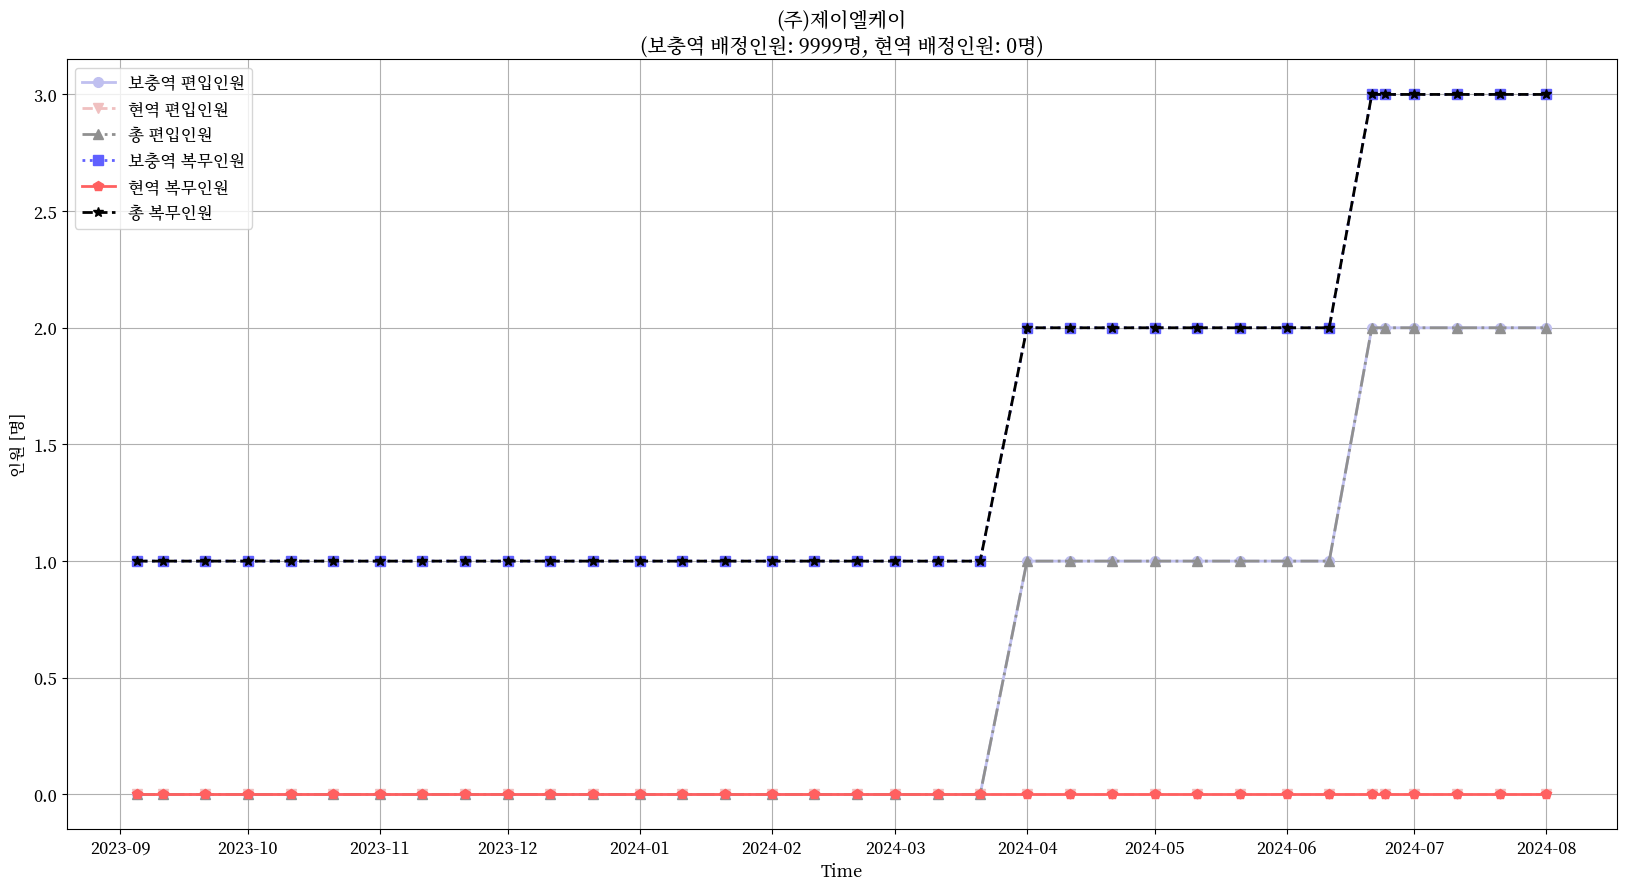 (주)제이엘케이
(보충역 배정인원: 9999명, 현역 배정인원: 0명)
보충역 편입인원
현역 편입인원
총 편입인원
보충역 복무인원
현역 복무인원
총 복무인원
3.0
2.5
2.0
1.5
1.0
0.5
0.0
인원 [명]
2023-09
2023-10
2023-11
2023-12
2024-01
2024-02
2024-03
2024-04
2024-05
2024-06
2024-07
2024-08
Time